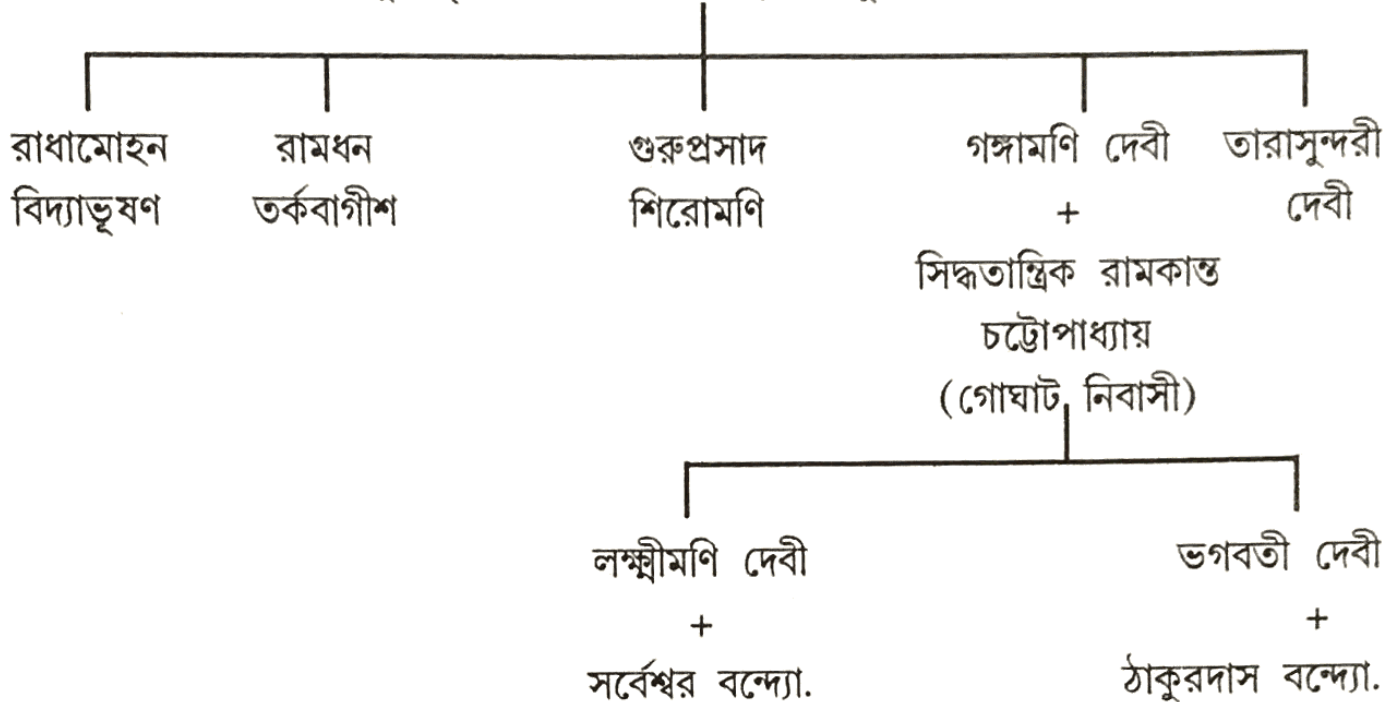 রাধামোহন রামধন গুরুপ্রসাদ গঙ্গামণি দেবী তারাসুন্দরী
বিদ্যাভূষণ তর্কবাগীশ শিরোমণি + দেবী
সিদ্ধতান্ত্রিক রামকান্ত
চট্টোপাধ্যায়
(গোঘাট নিবাসী)
লক্ষ্মীমণি দেবী ভগবতী দেবী
+ +
সর্বেশ্বর বন্দ্যো. ঠাকুরদাস বন্দ্যো.